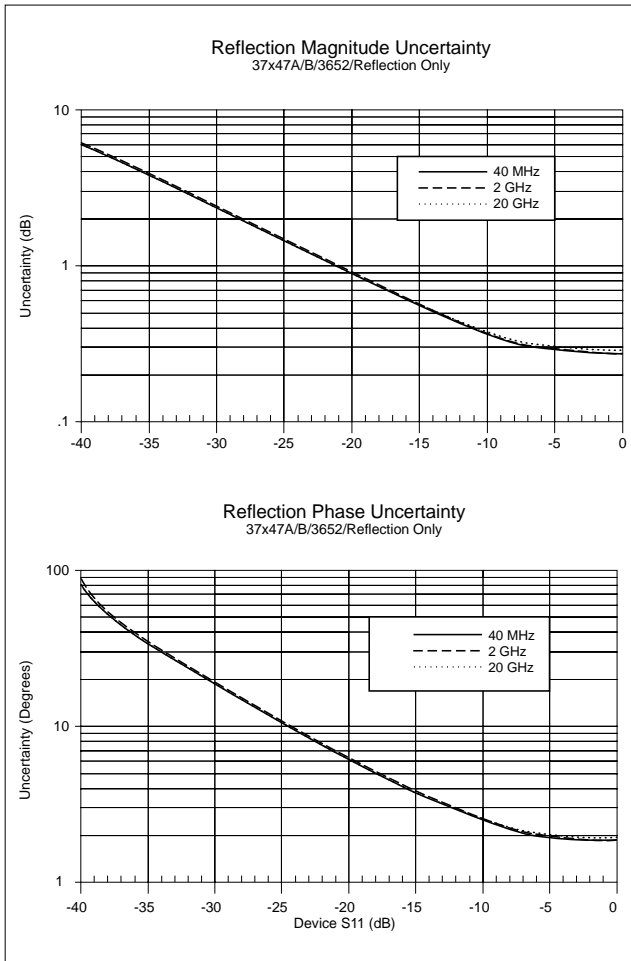 Reflection Magnitude Uncertainty
37x47A/B/3652/Reflection Only
10
1
.1
Uncertainty (dB)
40 MHz
2 GHz
20 GHz
-40 -35 -30 -25 -20 -15 -10 -5 0
Reflection Phase Uncertainty
37x47A/B/3652/Reflection Only
100
10
1
Uncertainty (Degrees)
40 MHz
2 GHz
20 GHz
-40 -35 -30 -25 -20 -15 -10 -5 0
Device S11 (dB)